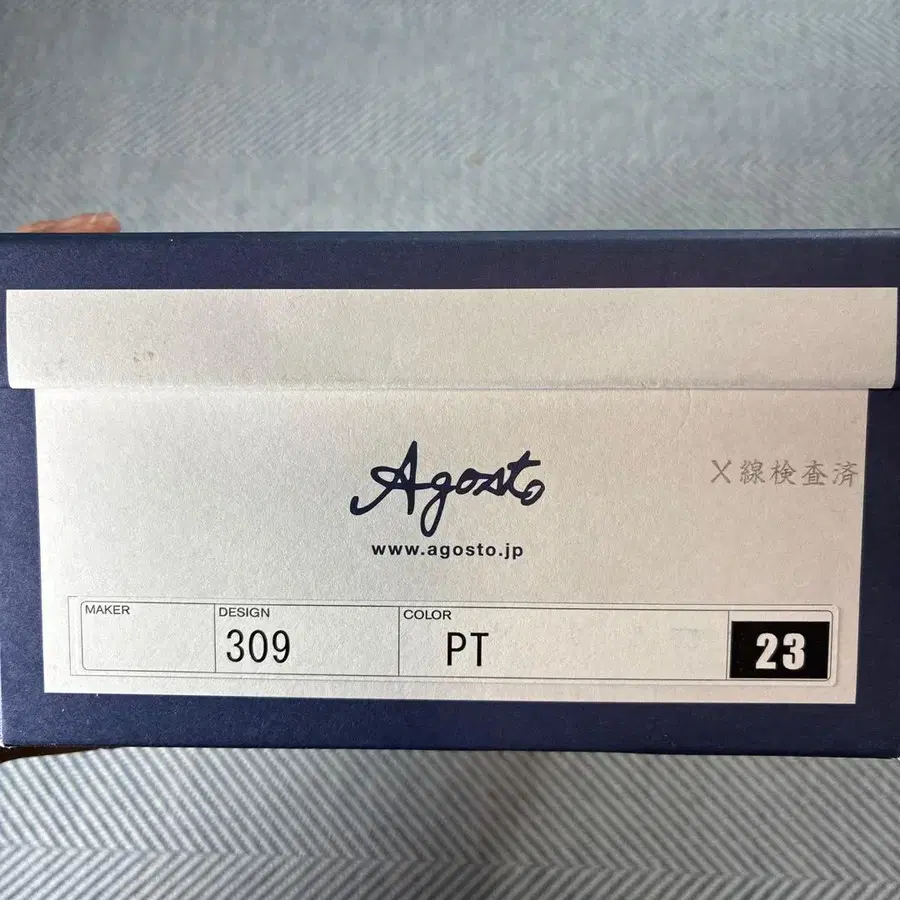 Agosto
www.agosto.jp
X線検査済
MAKER
DESIGN
309
COLOR
PT
23